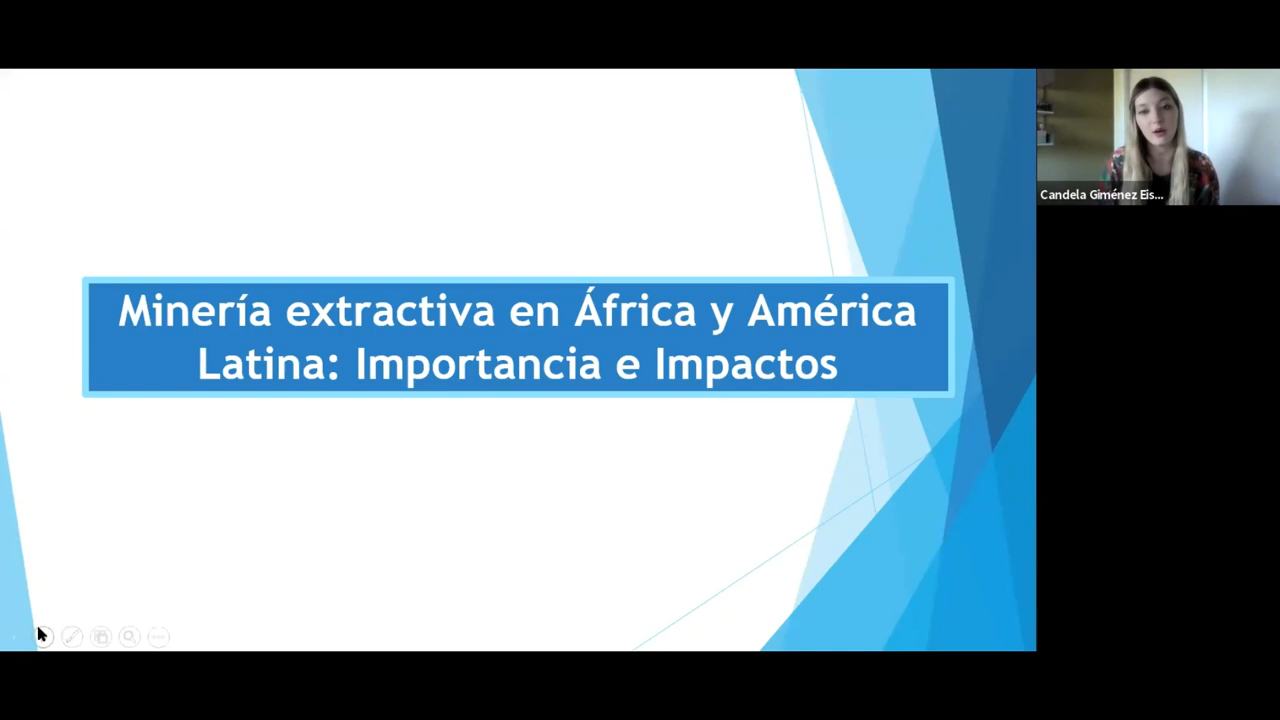 Minería extractiva en África y América
Latina: Importancia e Impactos
Candela Giménez Eis...